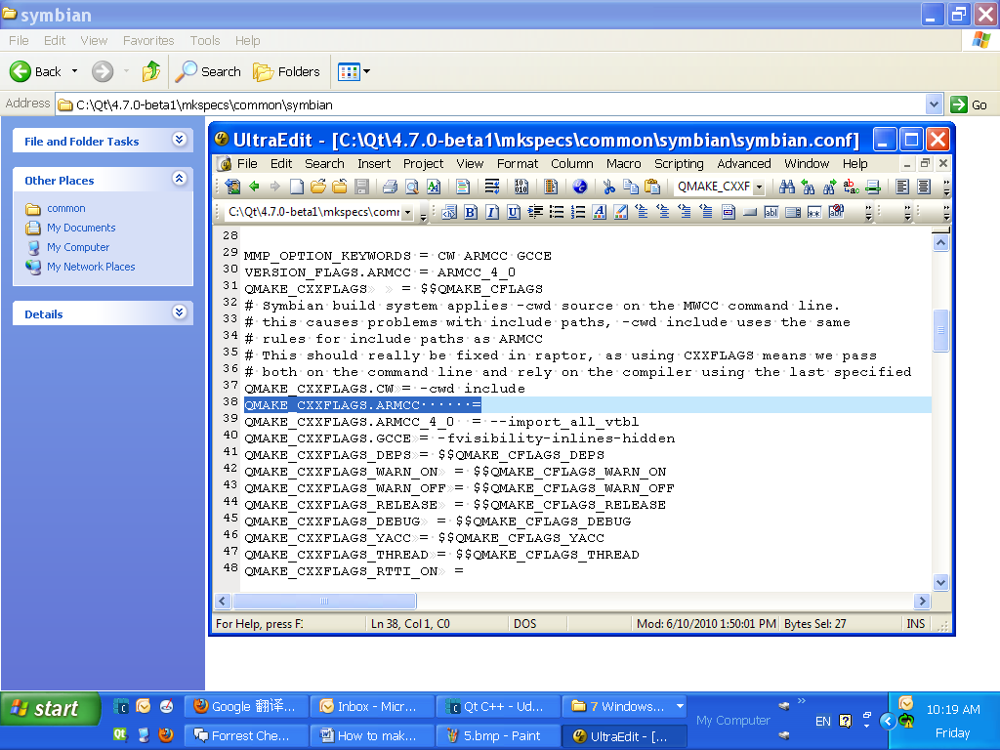 symbian
File Edit View Favorites Tools Help
Back Search Folders
Address C:\Qt\4.7.0-beta1\mkspecs\common\symbian Go
File and Folder Tasks
Other Places
common
My Documents
My Computer
My Network Places
Details
UltraEdit - [C:\Qt\4.7.0-beta1\mkspecs\common\symbian\symbian.conf]
File Edit Search Insert Project View Format Column Macro Scripting Advanced Window Help
QMAKE_CXXF
C:\Qt\4.7.0-beta1\mkspecs\comm
28
29 MMP_OPTION_KEYWORDS = CW ARMCC GCCE
30 VERSION_FLAGS.ARMCC = ARMCC_4_0
31 QMAKE_CXXFLAGS» » = $$QMAKE_CFLAGS
32 # Symbian build system applies -cwd source on the MWCC command line.
33 # this causes problems with include paths, -cwd include uses the same
34 # rules for include paths as ARMCC
35 # This should really be fixed in raptor, as using CXXFLAGS means we pass
36 # both on the command line and rely on the compiler using the last specified
37 QMAKE_CXXFLAGS.CW» = -cwd include
38 QMAKE_CXXFLAGS.ARMCC······=
39 QMAKE_CXXFLAGS.ARMCC_4_0 = --import_all_vtbl
40 QMAKE_CXXFLAGS.GCCE» = -fvisibility-inlines-hidden
41 QMAKE_CXXFLAGS_DEPS» = $$QMAKE_CFLAGS_DEPS
42 QMAKE_CXXFLAGS_WARN_ON» = $$QMAKE_CFLAGS_WARN_ON
43 QMAKE_CXXFLAGS_WARN_OFF» = $$QMAKE_CFLAGS_WARN_OFF
44 QMAKE_CXXFLAGS_RELEASE» = $$QMAKE_CFLAGS_RELEASE
45 QMAKE_CXXFLAGS_DEBUG» = $$QMAKE_CFLAGS_DEBUG
46 QMAKE_CXXFLAGS_YACC» = $$QMAKE_CFLAGS_YACC
47 QMAKE_CXXFLAGS_THREAD» = $$QMAKE_CFLAGS_THREAD
48 QMAKE_CXXFLAGS_RTTI_ON» =
For Help, press F: Ln 38, Col 1, C0 DOS Mod: 6/10/2010 1:50:01 PM Bytes Sel: 27 INS
start Google 翻译... Inbox - Micr... Qt C++ - Ud... 7 Windows... My Computer EN 10:19 AM
Forrest Che... How to mak... 5.bmp - Paint UltraEdit - [... Friday